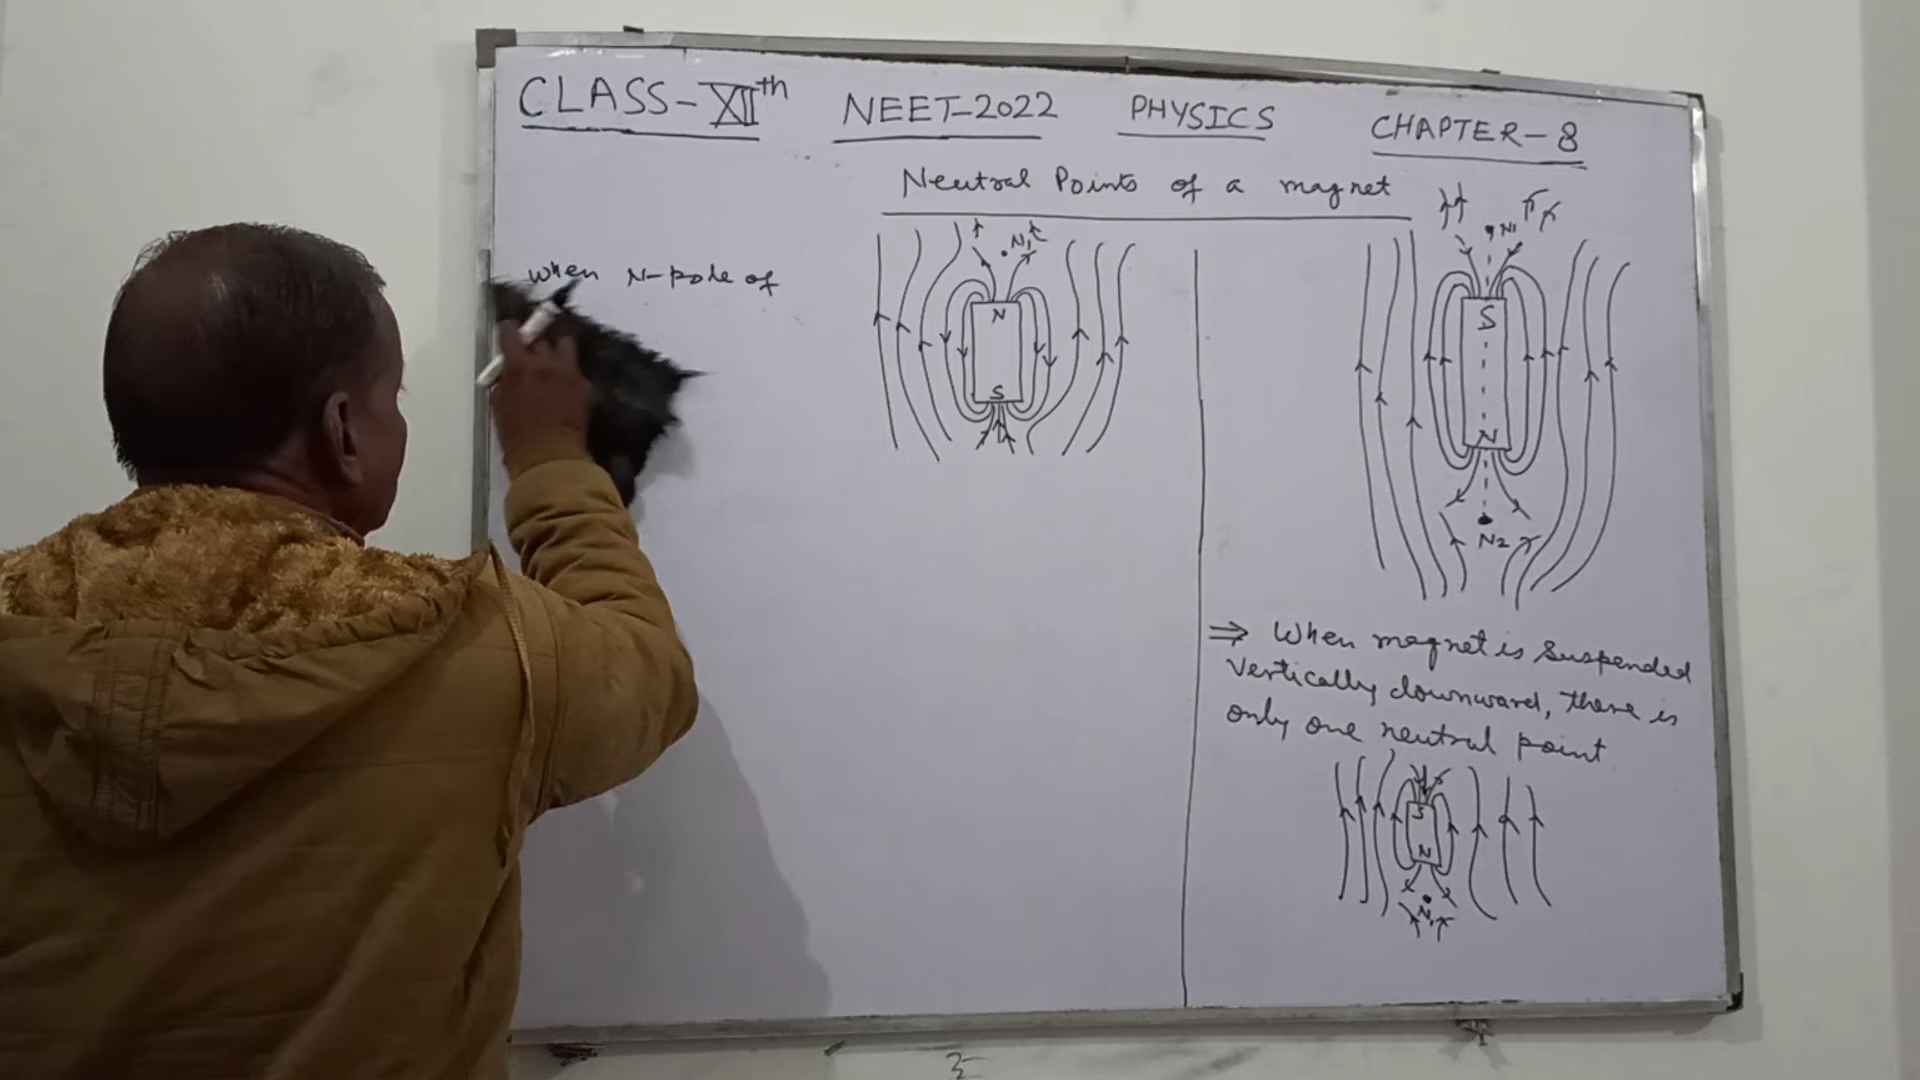 CLASS-XIIth NEET-2022 PHYSICS CHAPTER-8
Neutral Points of a magnet
When N-pole of
N1
N
S
N1
S
N
N2
⇒ When magnet is suspended
vertically downward, there is
only one neutral point
S
N
N1